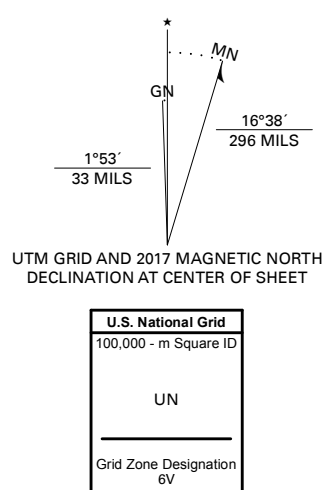 ★
MN
GN
16°38´
296 MILS
1°53´
33 MILS
UTM GRID AND 2017 MAGNETIC NORTH
DECLINATION AT CENTER OF SHEET
U.S. National Grid
100,000 - m Square ID
UN
Grid Zone Designation
6V